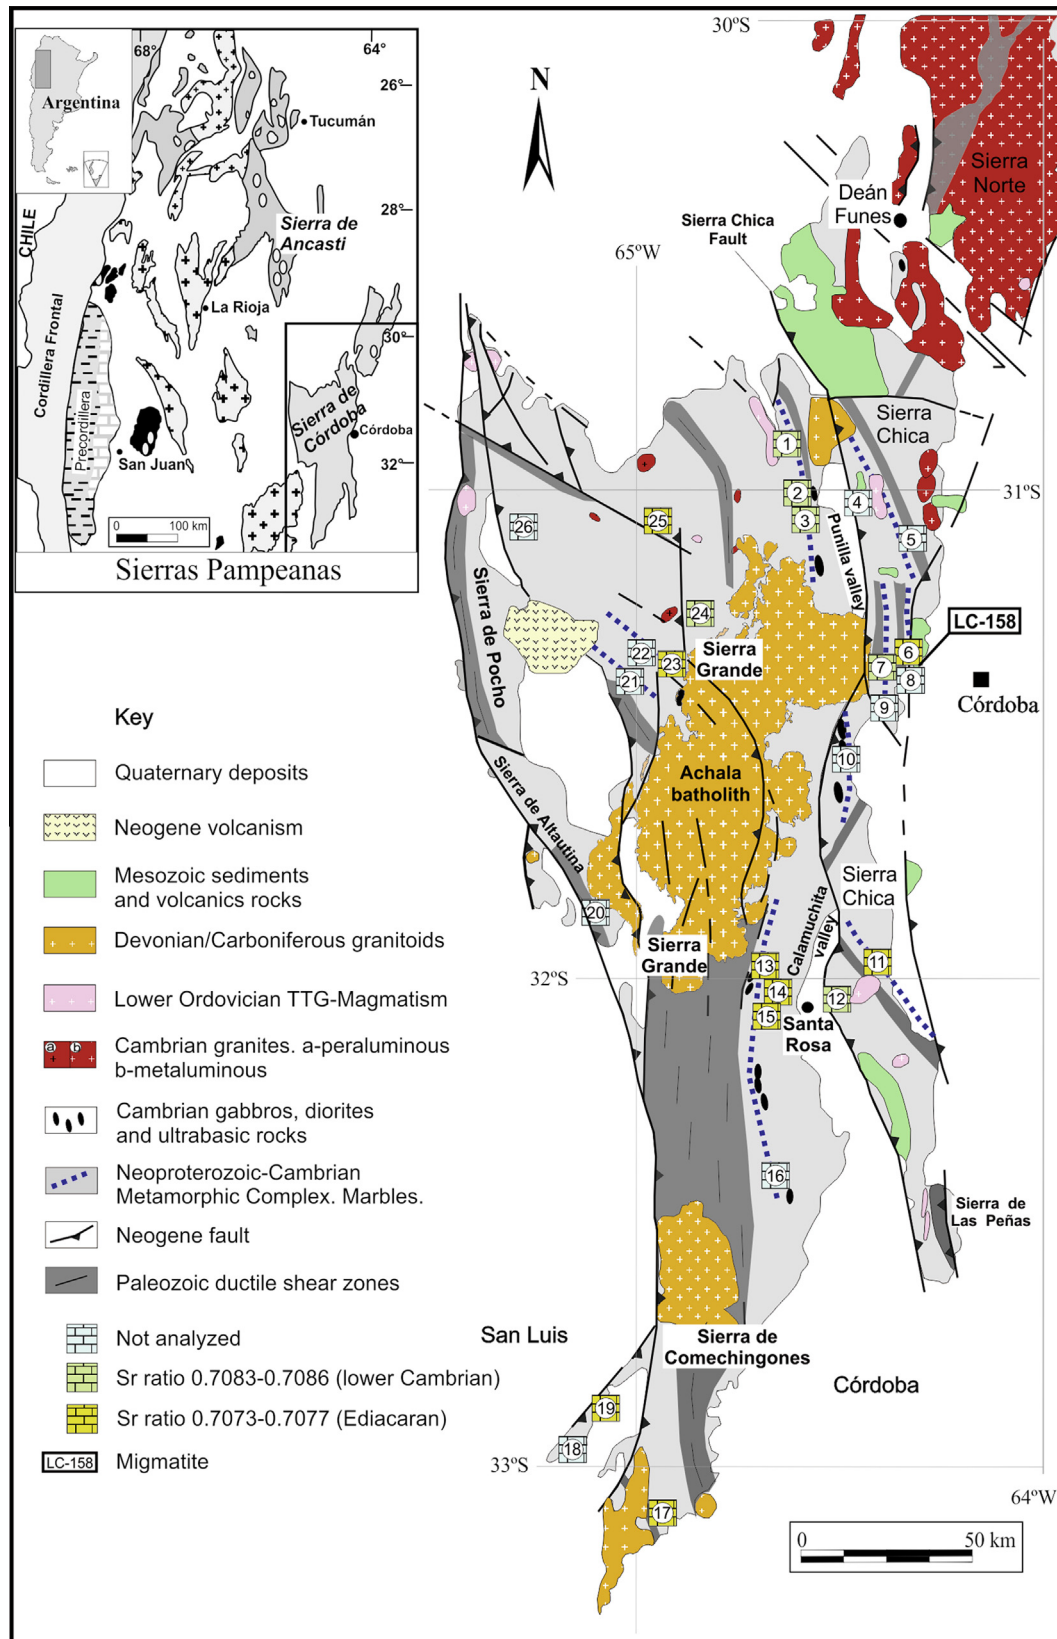 68°
64°
26°
Argentina
Tucumán
28°
CHILE
Sierra de
Ancasti
La Rioja
30°
Cordillera Frontal
Precordillera
Sierra de
Córdoba
Córdoba
San Juan
32°
0 100 km
Sierras Pampeanas
30ºS
N
65ºW
Sierra
Norte
Deán
Funes
Sierra Chica
Fault
Sierra
Chica
1
31ºS
2
3
4
5
Punilla valley
26
25
Sierra de Pocho
24
LC-158
22
23
21
Sierra
Grande
6
7
8
9
Córdoba
10
Achala
batholith
Sierra de Altautina
Sierra
Chica
20
Sierra
Grande
Calamuchita
valley
11
32ºS
13
14
12
15
Santa
Rosa
16
Sierra de
Las Peñas
San Luis
Sierra de
Comechingones
Córdoba
19
18
33ºS
17
64ºW
0 50 km
Key
Quaternary deposits
Neogene volcanism
Mesozoic sediments
and volcanics rocks
Devonian/Carboniferous granitoids
Lower Ordovician TTG-Magmatism
a b
Cambrian granites. a-peraluminous
b-metaluminous
Cambrian gabbros, diorites
and ultrabasic rocks
Neoproterozoic-Cambrian
Metamorphic Complex. Marbles.
Neogene fault
Paleozoic ductile shear zones
Not analyzed
Sr ratio 0.7083-0.7086 (lower Cambrian)
Sr ratio 0.7073-0.7077 (Ediacaran)
LC-158 Migmatite